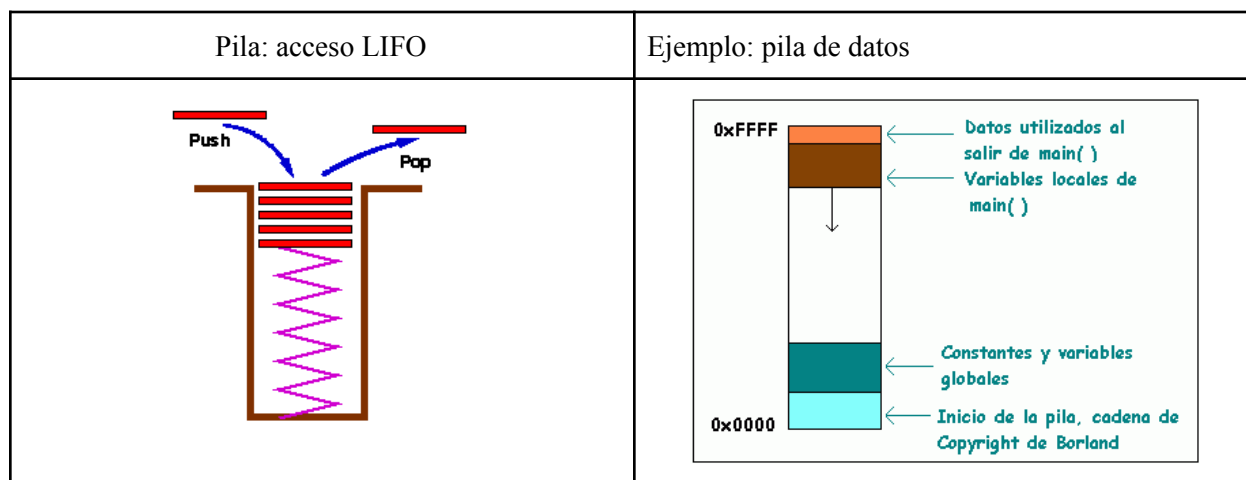 Pila: acceso LIFO
Ejemplo: pila de datos
Push
Pop
0xFFFF
Datos utilizados al
salir de main( )
Variables locales de
main( )
Constantes y variables
globales
0x0000
Inicio de la pila, cadena de
Copyright de Borland